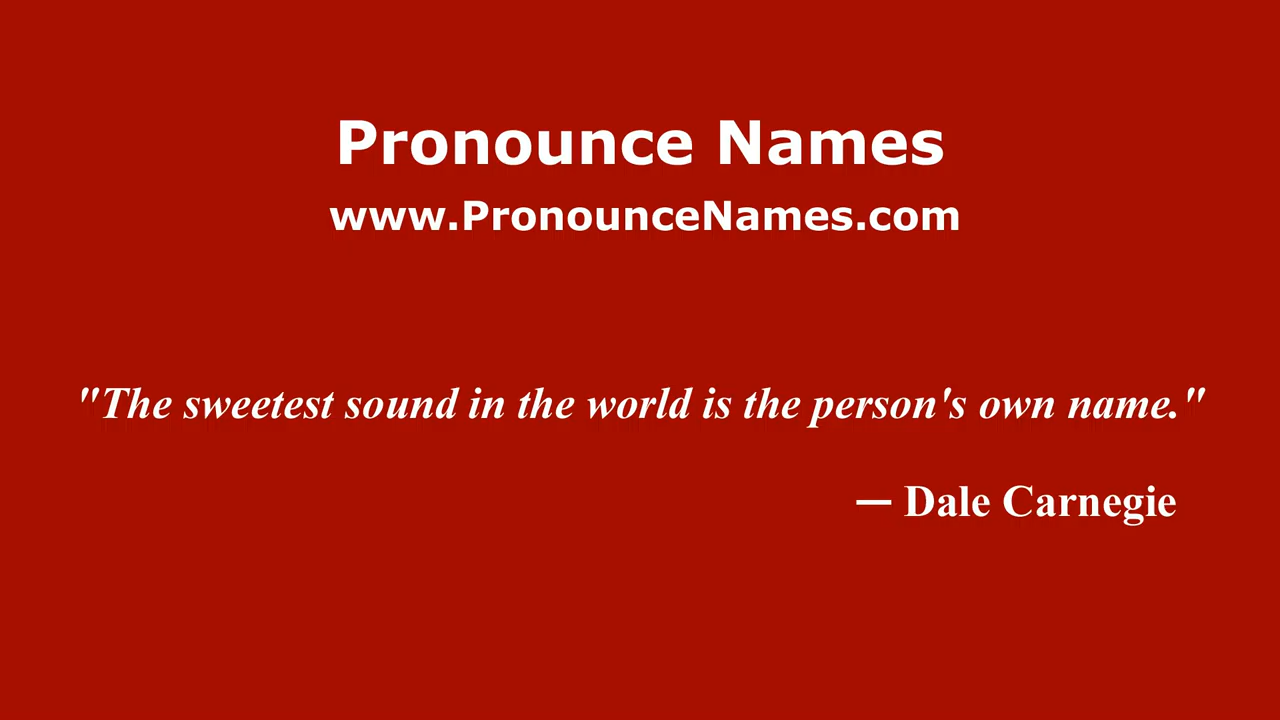 Pronounce Names
www.PronounceNames.com
"The sweetest sound in the world is the person's own name."
— Dale Carnegie